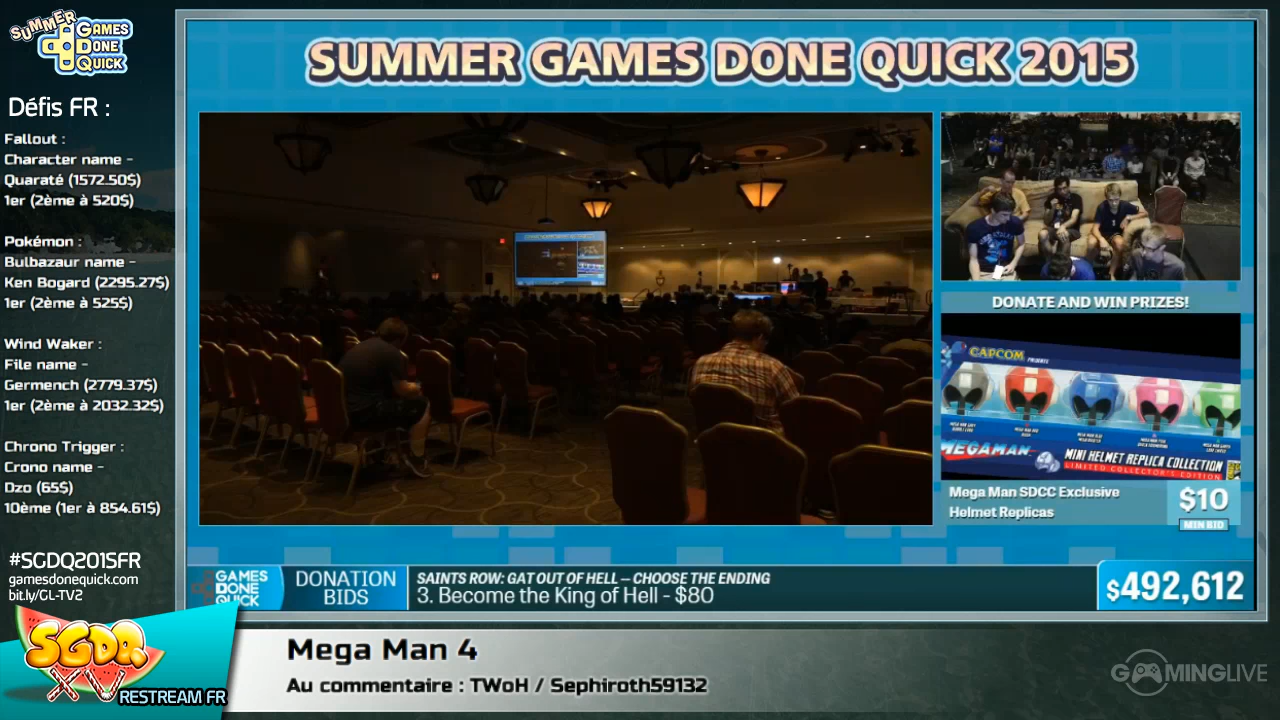 SUMMER
GAMES
DONE
QUICK
Défis FR :
Fallout :
Character name -
Quaraté (1572.50$)
1er (2ème à 520$)
Pokémon :
Bulbazaur name -
Ken Bogard (2295.27$)
1er (2ème à 525$)
Wind Waker :
File name -
Germench (2779.37$)
1er (2ème à 2032.32$)
Chrono Trigger :
Crono name -
Dzo (65$)
10ème (1er à 854.61$)
#SGDQ2015FR
gamesdonequick.com
bit.ly/GL-TV2
SGDQ
RESTREAM FR
SUMMER GAMES DONE QUICK 2015
DONATE AND WIN PRIZES!
CAPCOM
MEGAMAN
MINI HELMET REPLICA COLLECTION
LIMITED COLLECTOR'S EDITION
Mega Man SDCC Exclusive
Helmet Replicas
$10
MIN BID
GAMES
DONE
QUICK
DONATION
BIDS
SAINTS ROW: GAT OUT OF HELL – CHOOSE THE ENDING
3. Become the King of Hell - $80
$492,612
Mega Man 4
Au commentaire : TWoH / Sephiroth59132
GAMINGLIVE